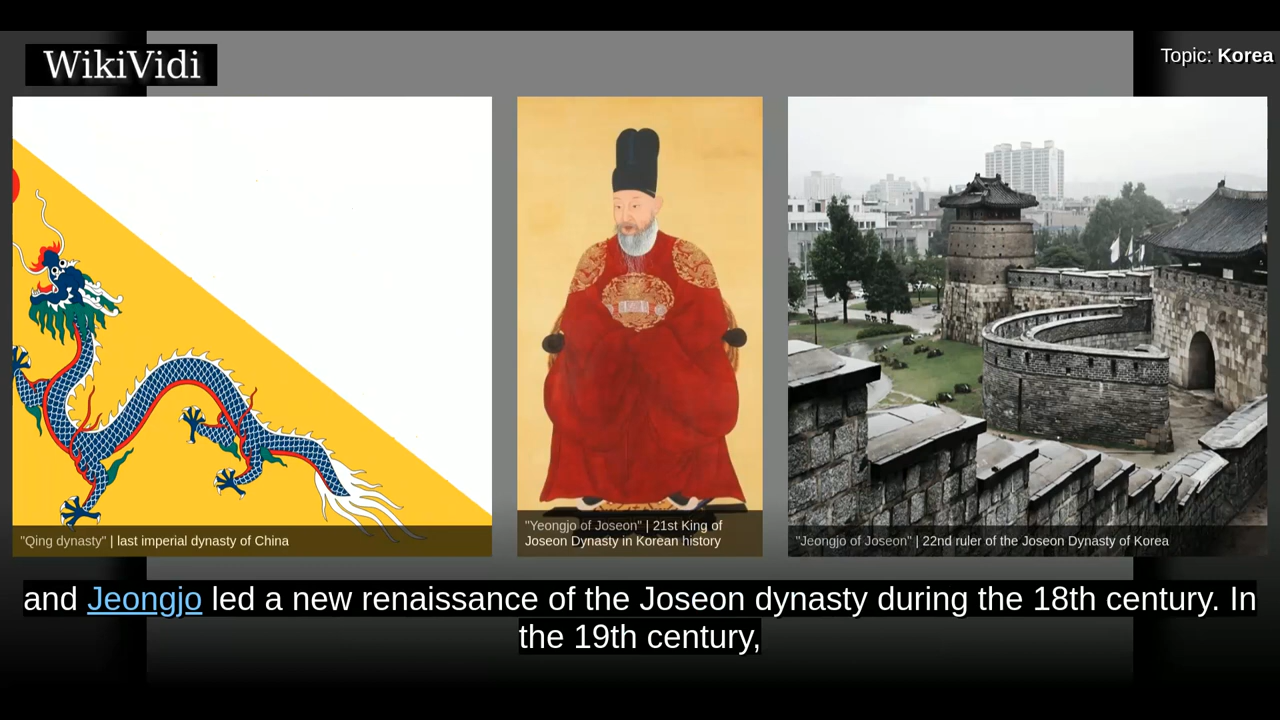 WikiVidi
Topic: Korea
"Qing dynasty" | last imperial dynasty of China
"Yeongjo of Joseon" | 21st King of
Joseon Dynasty in Korean history
"Jeongjo of Joseon" | 22nd ruler of the Joseon Dynasty of Korea
and Jeongjo led a new renaissance of the Joseon dynasty during the 18th century. In
the 19th century,